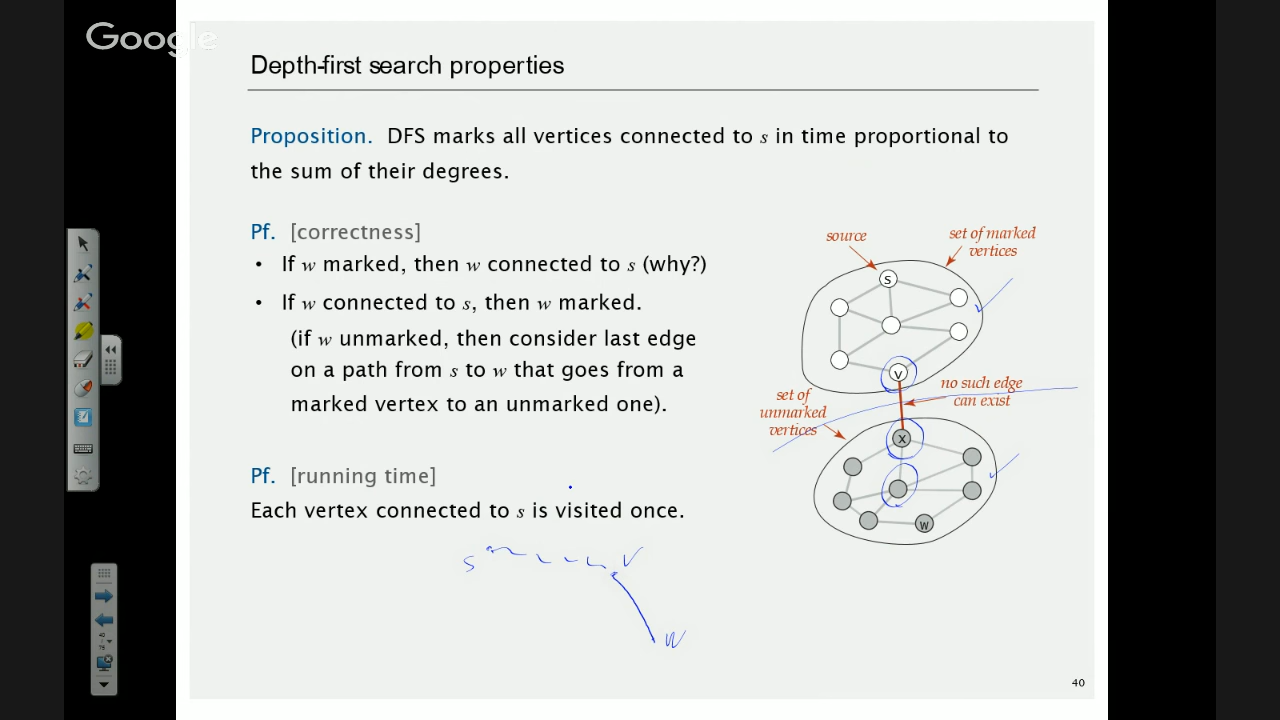 Google
Depth-first search properties
Proposition. DFS marks all vertices connected to s in time proportional to
the sum of their degrees.
Pf. [correctness]
• If w marked, then w connected to s (why?)
• If w connected to s, then w marked.
(if w unmarked, then consider last edge
on a path from s to w that goes from a
marked vertex to an unmarked one).
Pf. [running time]
Each vertex connected to s is visited once.
source
set of marked
vertices
s
v
no such edge
can exist
set of
unmarked
vertices
x
w
s
v
w
40